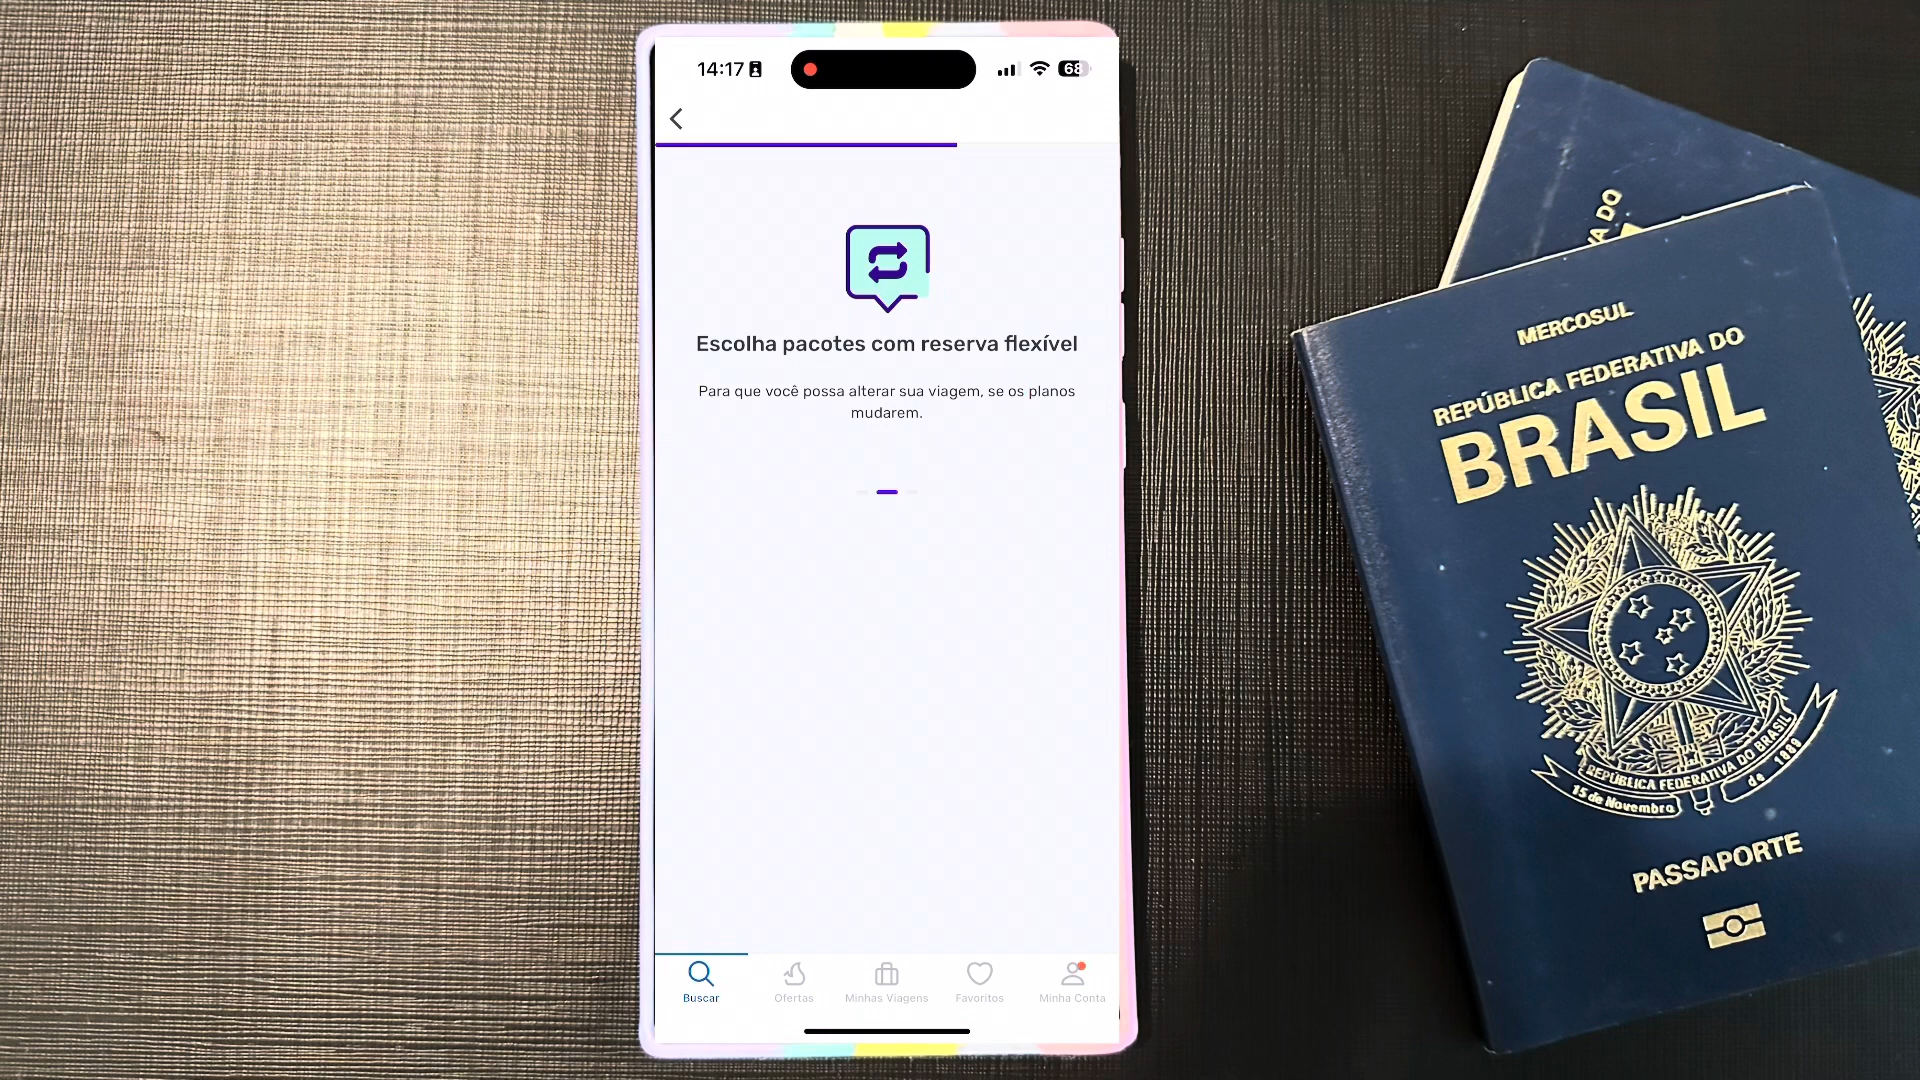 14:17
68
Escolha pacotes com reserva flexível
Para que você possa alterar sua viagem, se os planos
mudarem.
Buscar
Ofertas
Minhas Viagens
Favoritos
Minha Conta
DO
MERCOSUL
REPÚBLICA FEDERATIVA DO
BRASIL
REPÚBLICA FEDERATIVA DO BRASIL
15 de Novembro
de 1889
PASSAPORTE